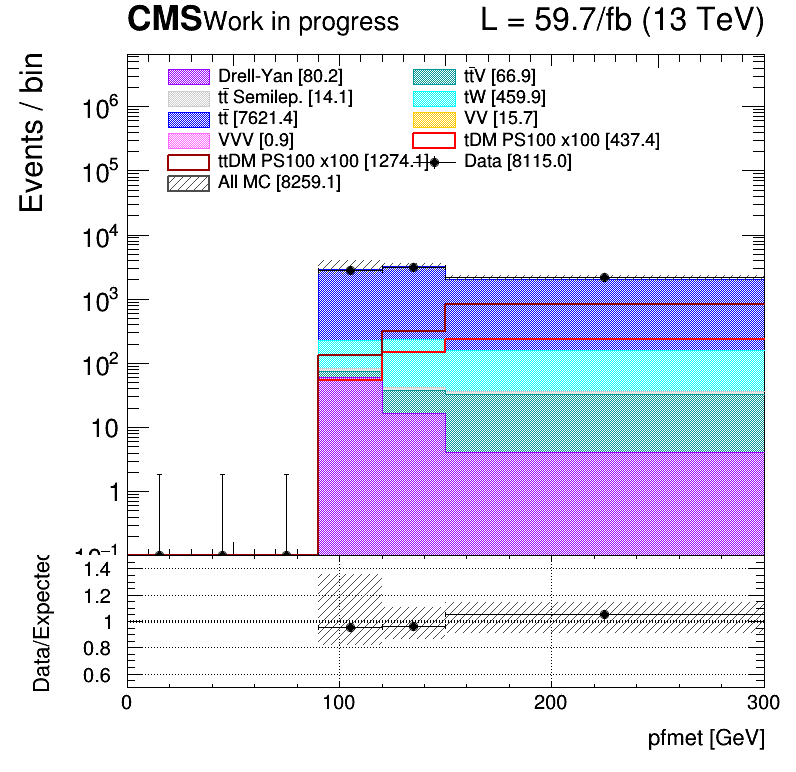 CMS Work in progress L = 59.7/fb (13 TeV)
Events / bin
Drell-Yan [80.2] tt̄V [66.9]
tt̄ Semilep. [14.1] tW [459.9]
tt̄ [7621.4] VV [15.7]
VVV [0.9] tDM PS100 x100 [437.4]
ttDM PS100 x100 [1274.1] Data [8115.0]
All MC [8259.1]
10⁶
10⁵
10⁴
10³
10²
10
1
10⁻¹
Data/Expected
1.4
1.2
1
0.8
0.6
0 100 200 300
pfmet [GeV]